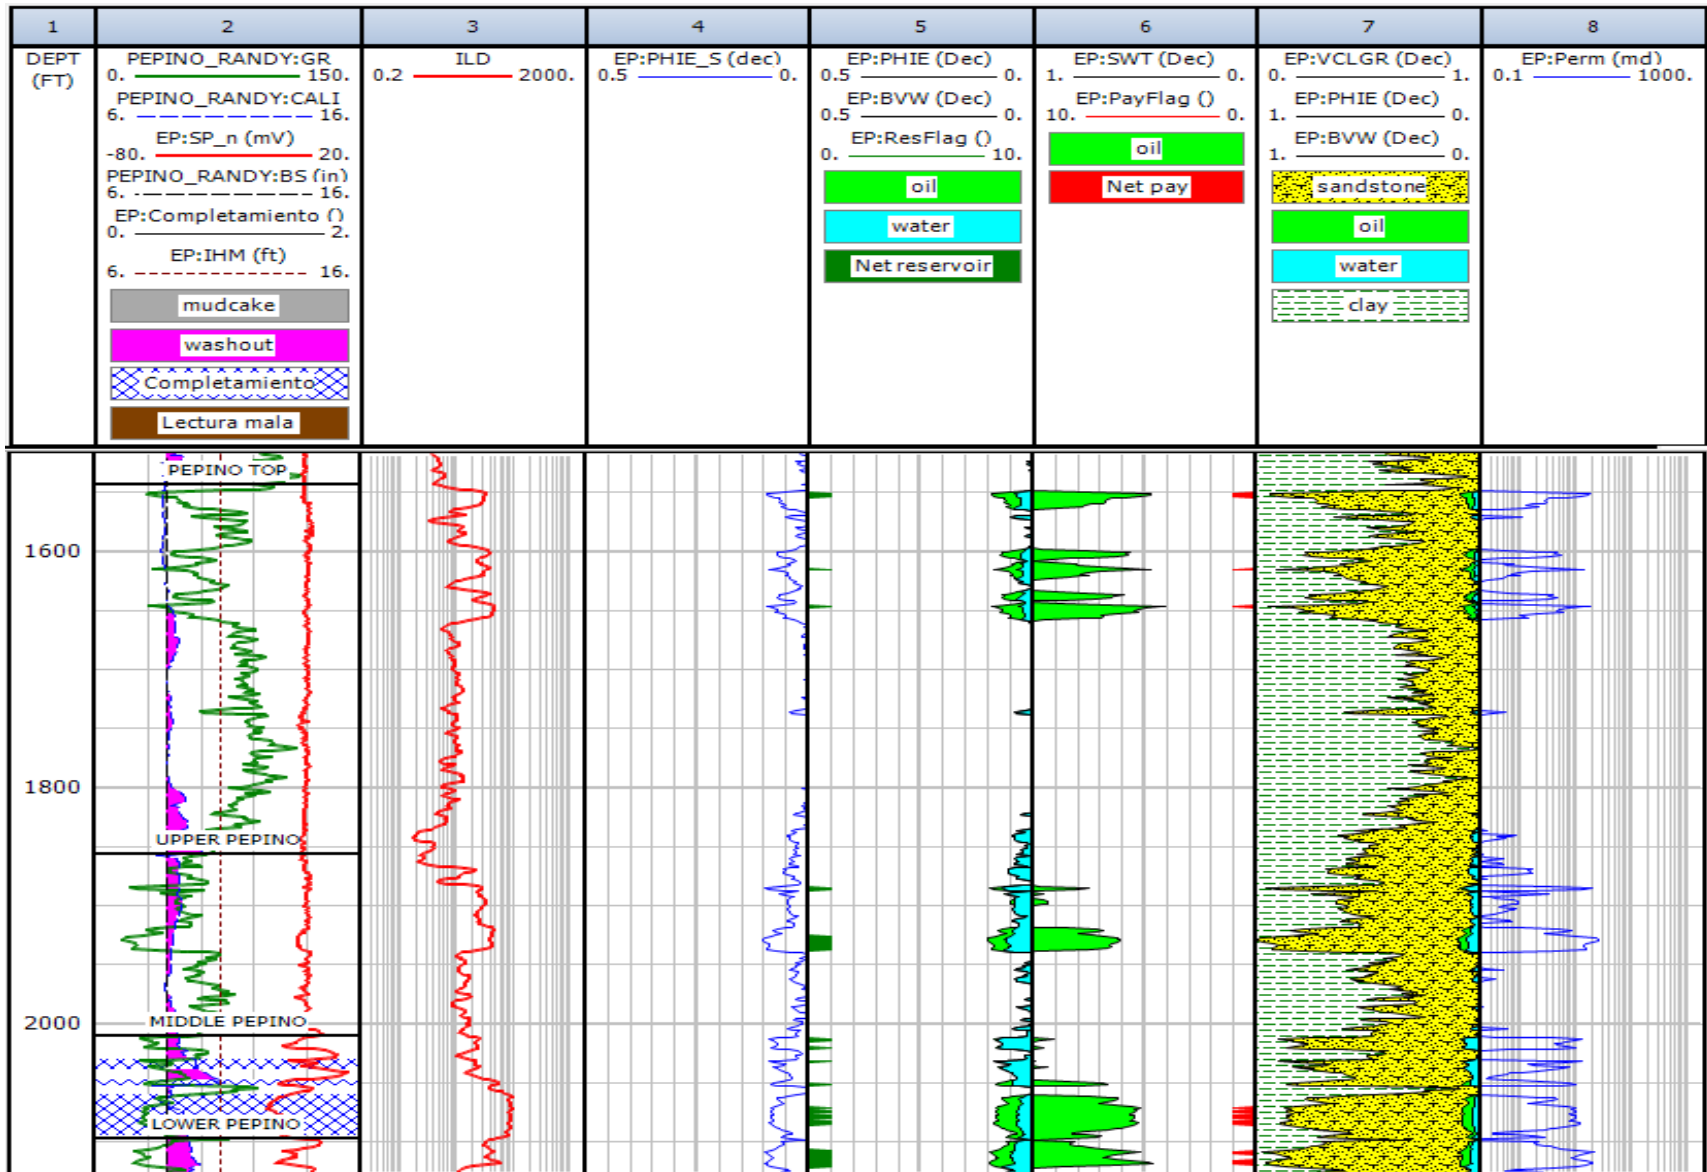 1 2 3 4 5 6 7 8
DEPT
(FT)
PEPINO_RANDY:GR
0. 150.
PEPINO_RANDY:CALI
6. 16.
EP:SP_n (mV)
-80. 20.
PEPINO_RANDY:BS (in)
6. 16.
EP:Completamiento ()
0. 2.
EP:IHM (ft)
6. 16.
mudcake
washout
Completamiento
Lectura mala
ILD
0.2 2000.
EP:PHIE_S (dec)
0.5 0.
EP:PHIE (Dec)
0.5 0.
EP:BVW (Dec)
0.5 0.
EP:ResFlag ()
0. 10.
oil
water
Net reservoir
EP:SWT (Dec)
1. 0.
EP:PayFlag ()
10. 0.
oil
Net pay
EP:VCLGR (Dec)
0. 1.
EP:PHIE (Dec)
1. 0.
EP:BVW (Dec)
1. 0.
sandstone
oil
water
clay
EP:Perm (md)
0.1 1000.
PEPINO TOP
1600
1800
UPPER PEPINO
2000
MIDDLE PEPINO
LOWER PEPINO